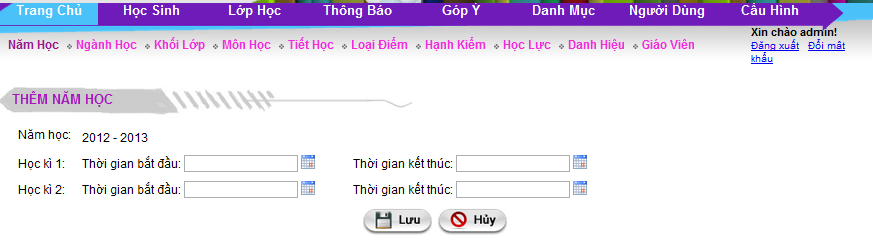 Trang Chủ Học Sinh Lớp Học Thông Báo Góp Ý Danh Mục Người Dùng Cấu Hình
Xin chào admin!
Đăng xuất Đổi mật khẩu
Năm Học Ngành Học Khối Lớp Môn Học Tiết Học Loại Điểm Hạnh Kiểm Học Lực Danh Hiệu Giáo Viên
THÊM NĂM HỌC
Năm học: 2012 - 2013
Học kì 1: Thời gian bắt đầu: Thời gian kết thúc:
Học kì 2: Thời gian bắt đầu: Thời gian kết thúc:
Lưu Hủy